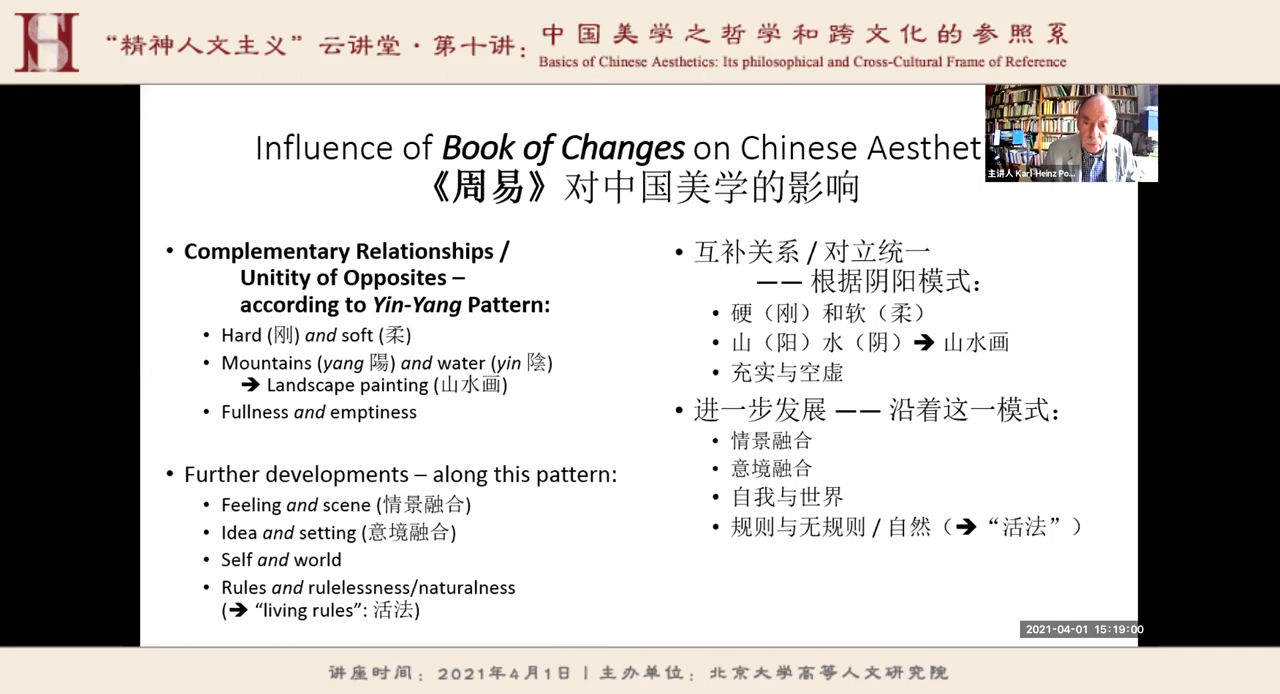 “精神人文主义”云讲堂·第十讲：
中国美学之哲学和跨文化的参照系
Basics of Chinese Aesthetics: Its philosophical and Cross-Cultural Frame of Reference
Influence of Book of Changes on Chinese Aesthet
《周易》对中国美学的影响
主讲人 Karl-Heinz Po...
• Complementary Relationships /
Unitity of Opposites –
according to Yin-Yang Pattern:
• Hard (刚) and soft (柔)
• Mountains (yang 陽) and water (yin 陰)
➔ Landscape painting (山水画)
• Fullness and emptiness
• Further developments – along this pattern:
• Feeling and scene (情景融合)
• Idea and setting (意境融合)
• Self and world
• Rules and rulelessness/naturalness
(➔ “living rules”: 活法)
• 互补关系 / 对立统一
—— 根据阴阳模式：
• 硬（刚）和软（柔）
• 山（阳）水（阴）➔ 山水画
• 充实与空虚
• 进一步发展 —— 沿着这一模式：
• 情景融合
• 意境融合
• 自我与世界
• 规则与无规则 / 自然（➔ “活法”）
2021-04-01 15:19:00
讲座时间：2021年4月1日 | 主办单位：北京大学高等人文研究院